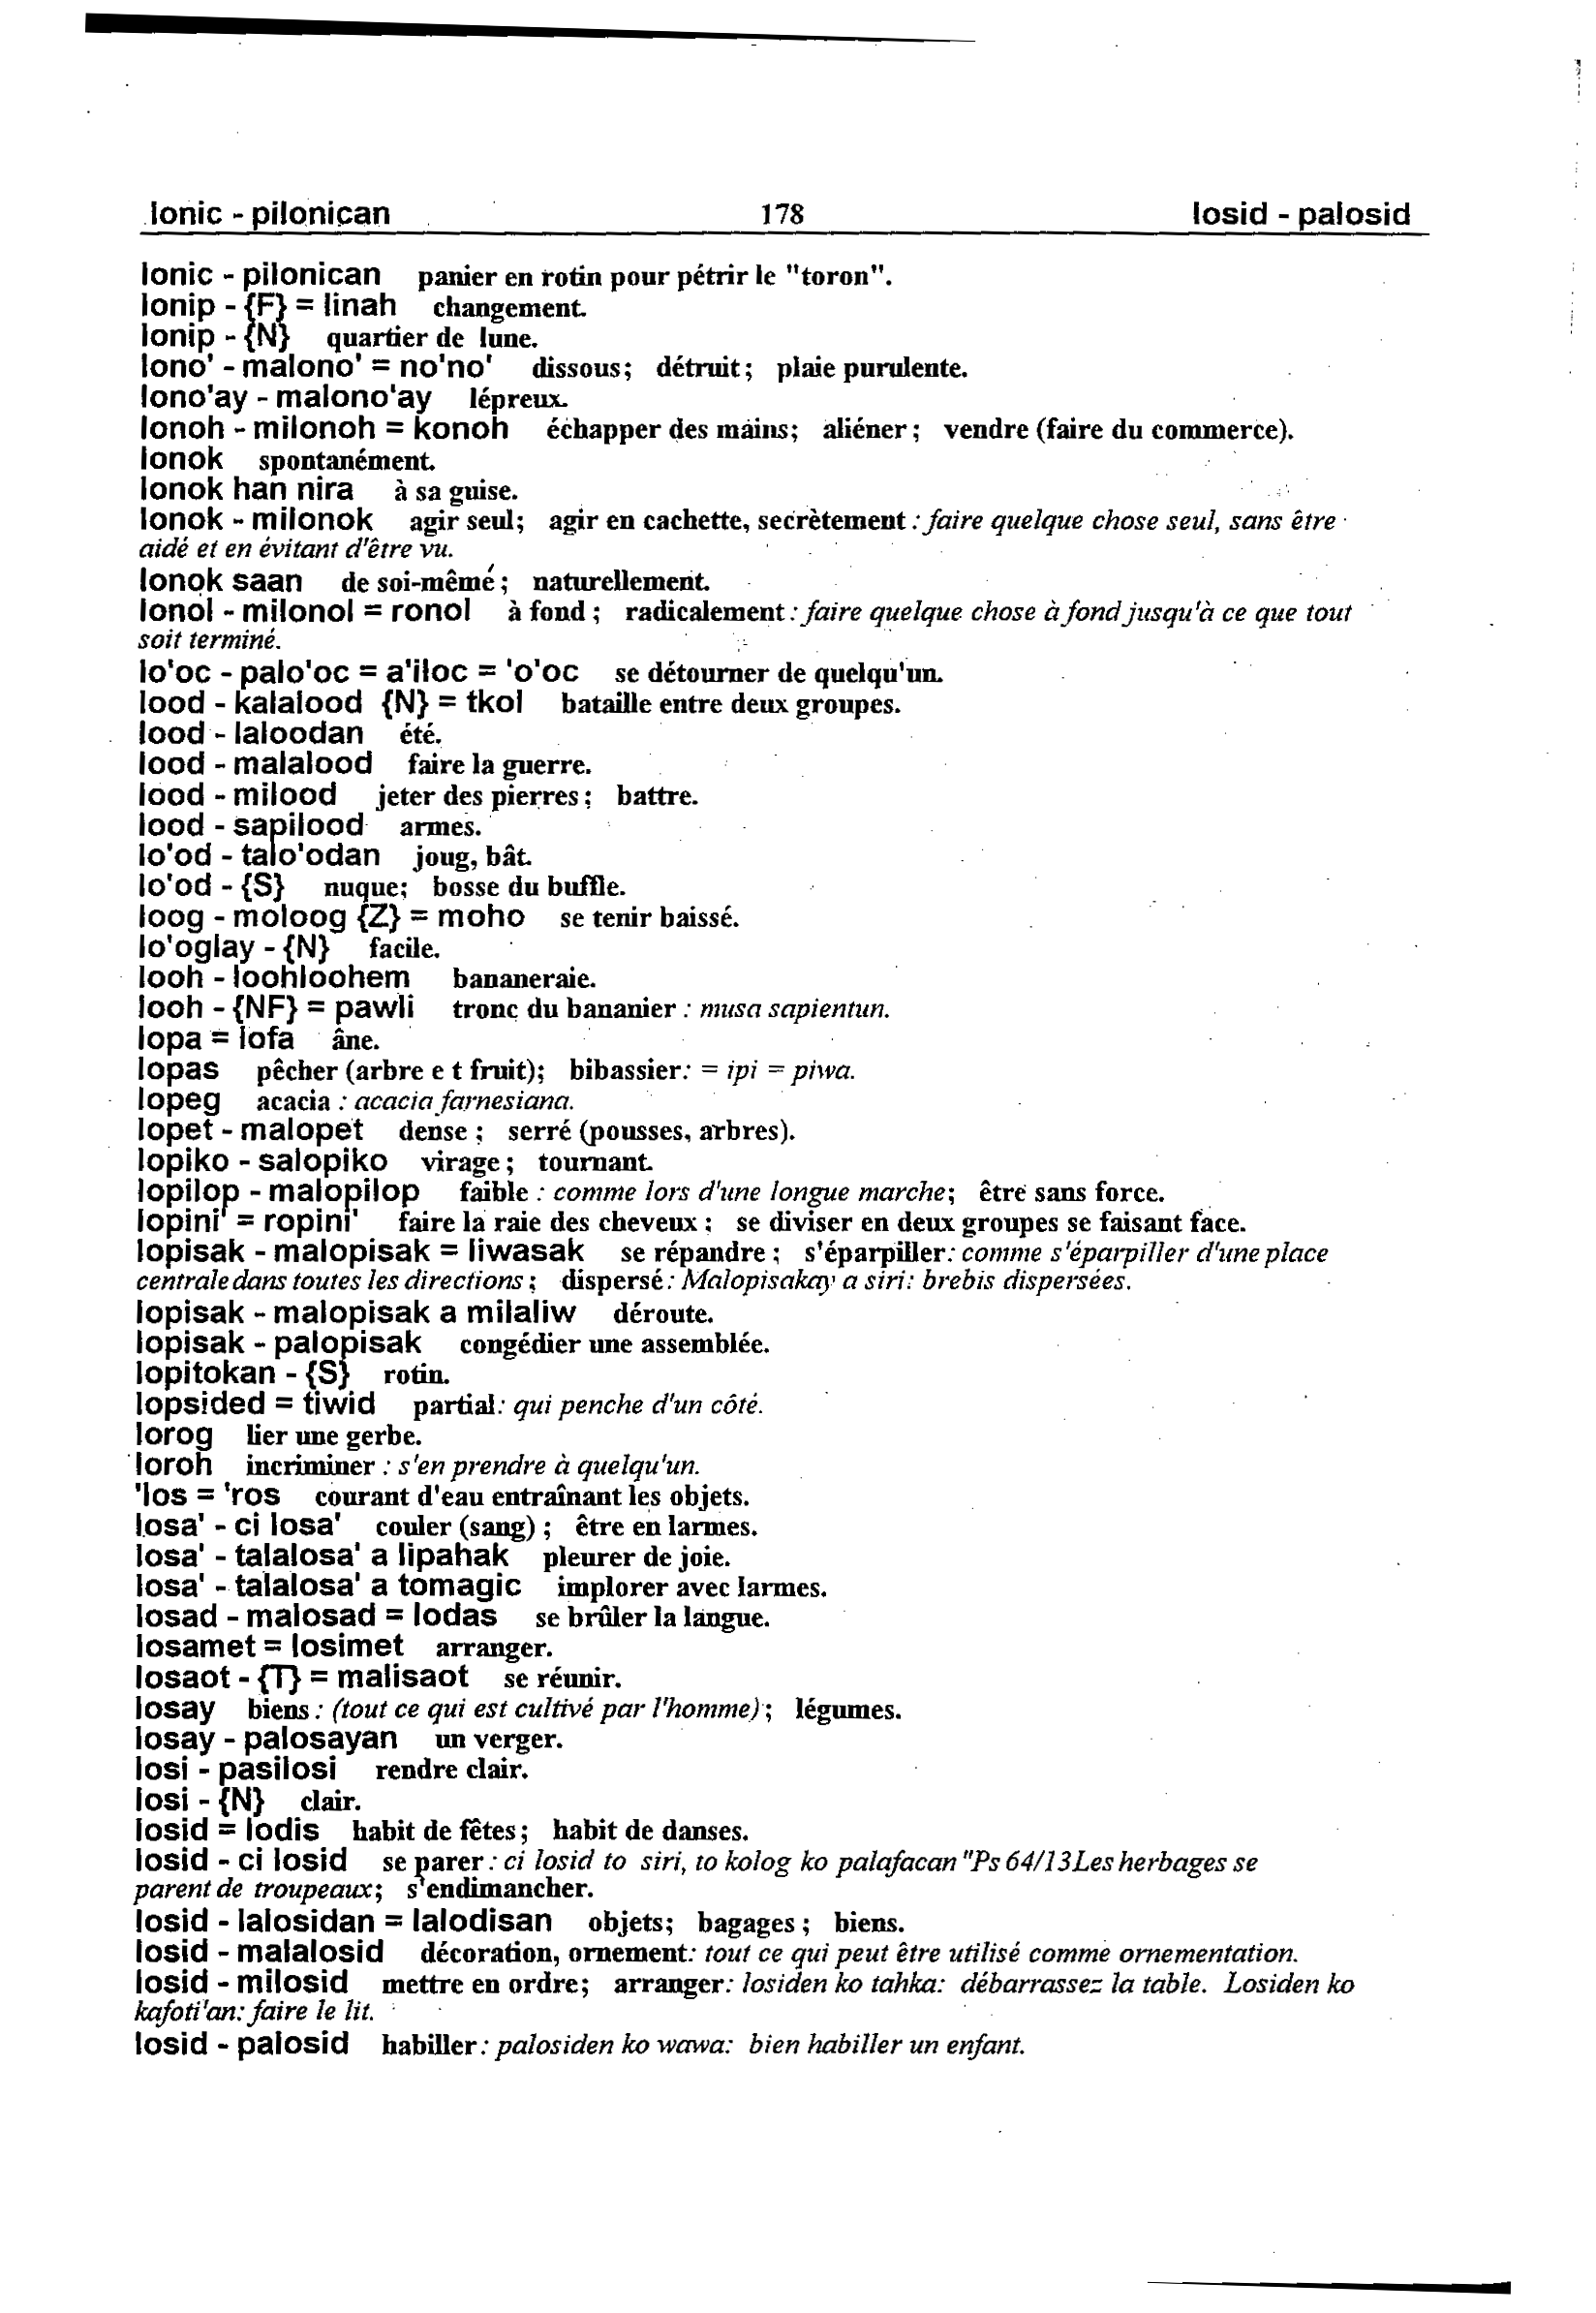 lonic - pilonican 178 losid - palosid
lonic - pilonican panier en rotin pour pétrir le "toron".
lonip - {F} = linah changement.
lonip - {N} quartier de lune.
lono' - malono' = no'no' dissous; détruit; plaie purulente.
lono'ay - malono'ay lépreux.
lonoh - milonoh = konoh échapper des mains; aliéner; vendre (faire du commerce).
lonok spontanément.
lonok han nira à sa guise.
lonok - milonok agir seul; agir en cachette, secrètement : faire quelque chose seul, sans être
aidé et en évitant d'être vu.
lonok saan de soi-même; naturellement.
lonol - milonol = ronol à fond ; radicalement : faire quelque chose à fond jusqu'à ce que tout
soit terminé.
lo'oc - palo'oc = a'iloc = 'o'oc se détourner de quelqu'un.
lood - kalalood {N} = tkol bataille entre deux groupes.
lood - laloodan été.
lood - malalood faire la guerre.
lood - milood jeter des pierres; battre.
lood - sapilood armes.
lo'od - talo'odan joug, bât.
lo'od - {S} nuque; bosse du buffle.
loog - moloog {Z} = moho se tenir baissé.
lo'oglay - {N} facile.
looh - loohloohem bananeraie.
looh - {NF} = pawli tronc du bananier : musa sapientun.
lopa = lofa âne.
lopas pêcher (arbre e t fruit); bibassier: = ipi = piwa.
lopeg acacia : acacia farnesiana.
lopet - malopet dense ; serré (pousses, arbres).
lopiko - salopiko virage ; tournant.
lopilop - malopilop faible : comme lors d'une longue marche; être sans force.
lopini' = ropini' faire la raie des cheveux ; se diviser en deux groupes se faisant face.
lopisak - malopisak = liwasak se répandre ; s'éparpiller: comme s'éparpiller d'une place
centrale dans toutes les directions ; dispersé : Malopisakay a siri: brebis dispersées.
lopisak - malopisak a milaliw déroute.
lopisak - palopisak congédier une assemblée.
lopitokan - {S} rotin.
lopsided = tiwid partial: qui penche d'un côté.
lorog lier une gerbe.
loroh incriminer : s'en prendre à quelqu'un.
'los = 'ros courant d'eau entraînant les objets.
losa' - ci losa' couler (sang) ; être en larmes.
losa' - talalosa' a lipahak pleurer de joie.
losa' - talalosa' a tomagic implorer avec larmes.
losad - malosad = lodas se brûler la langue.
losamet = losimet arranger.
losaot - {T} = malisaot se réunir.
losay biens : (tout ce qui est cultivé par l'homme) ; légumes.
losay - palosayan un verger.
losi - pasilosi rendre clair.
losi - {N} clair.
losid = lodis habit de fêtes; habit de danses.
losid - ci losid se parer : ci losid to siri, to kolog ko palafacan "Ps 64/13Les herbages se
parent de troupeaux; s'endimancher.
losid - lalosidan = lalodisan objets; bagages ; biens.
losid - malalosid décoration, ornement: tout ce qui peut être utilisé comme ornementation.
losid - milosid mettre en ordre; arranger: losiden ko tahka: débarrassez la table. Losiden ko
kafoti'an: faire le lit.
losid - palosid habiller : palosiden ko wawa: bien habiller un enfant.